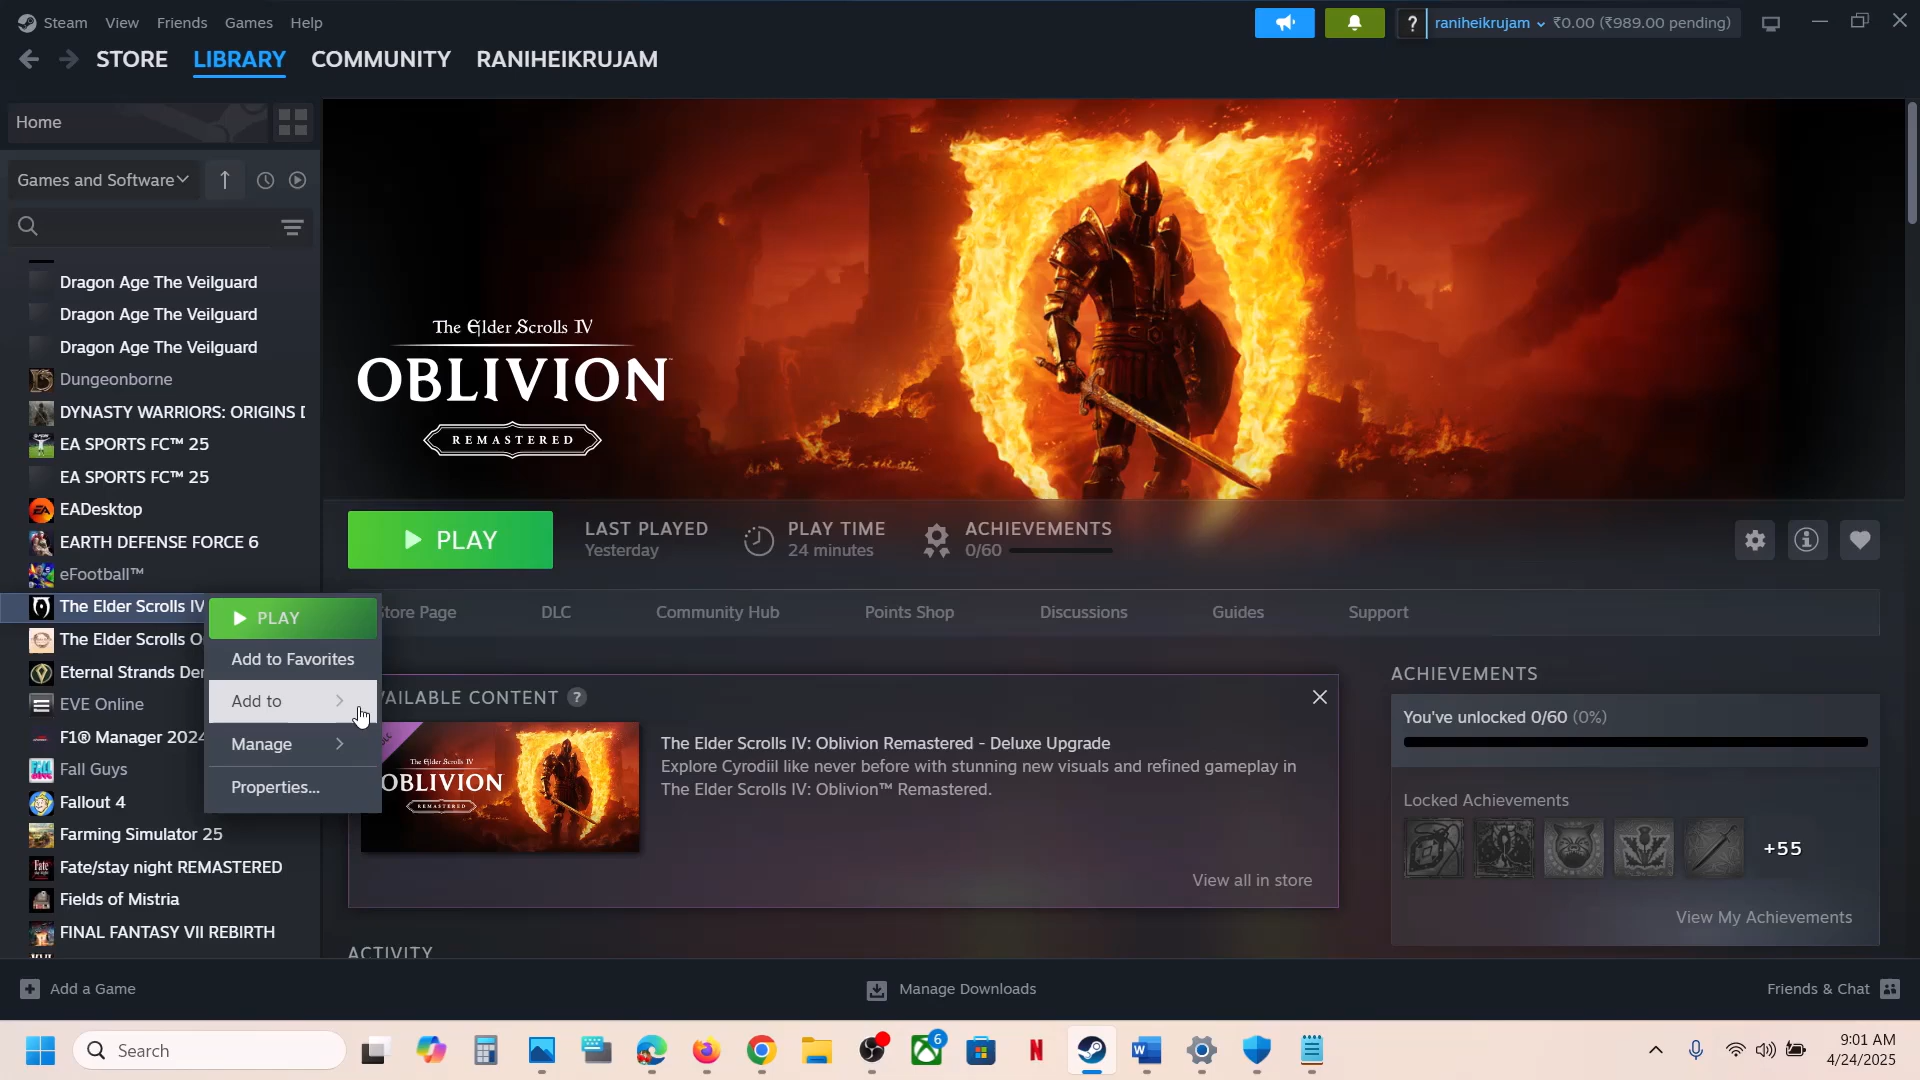 Steam View Friends Games Help
? raniheikrujam ₹0.00 (₹989.00 pending)
STORE LIBRARY COMMUNITY RANIHEIKRUJAM
Home
Games and Software
Dragon Age The Veilguard
Dragon Age The Veilguard
Dragon Age The Veilguard
Dungeonborne
DYNASTY WARRIORS: ORIGINS
EA SPORTS FC™ 25
EA SPORTS FC™ 25
EADesktop
EARTH DEFENSE FORCE 6
eFootball™
The Elder Scrolls IV
The Elder Scrolls O
Eternal Strands De
EVE Online
F1® Manager 2024
Fall Guys
Fallout 4
Farming Simulator 25
Fate/stay night REMASTERED
Fields of Mistria
FINAL FANTASY VII REBIRTH
PLAY
Add to Favorites
Add to
Manage
Properties...
The Elder Scrolls IV
OBLIVION™
REMASTERED
PLAY
LAST PLAYED
Yesterday
PLAY TIME
24 minutes
ACHIEVEMENTS
0/60
Store Page DLC Community Hub Points Shop Discussions Guides Support
AVAILABLE CONTENT ?
The Elder Scrolls IV
OBLIVION
REMASTERED
The Elder Scrolls IV: Oblivion Remastered - Deluxe Upgrade
Explore Cyrodiil like never before with stunning new visuals and refined gameplay in
The Elder Scrolls IV: Oblivion™ Remastered.
View all in store
ACTIVITY
ACHIEVEMENTS
You've unlocked 0/60 (0%)
Locked Achievements
+55
View My Achievements
Add a Game
Manage Downloads
Friends & Chat
Search
6
9:01 AM
4/24/2025